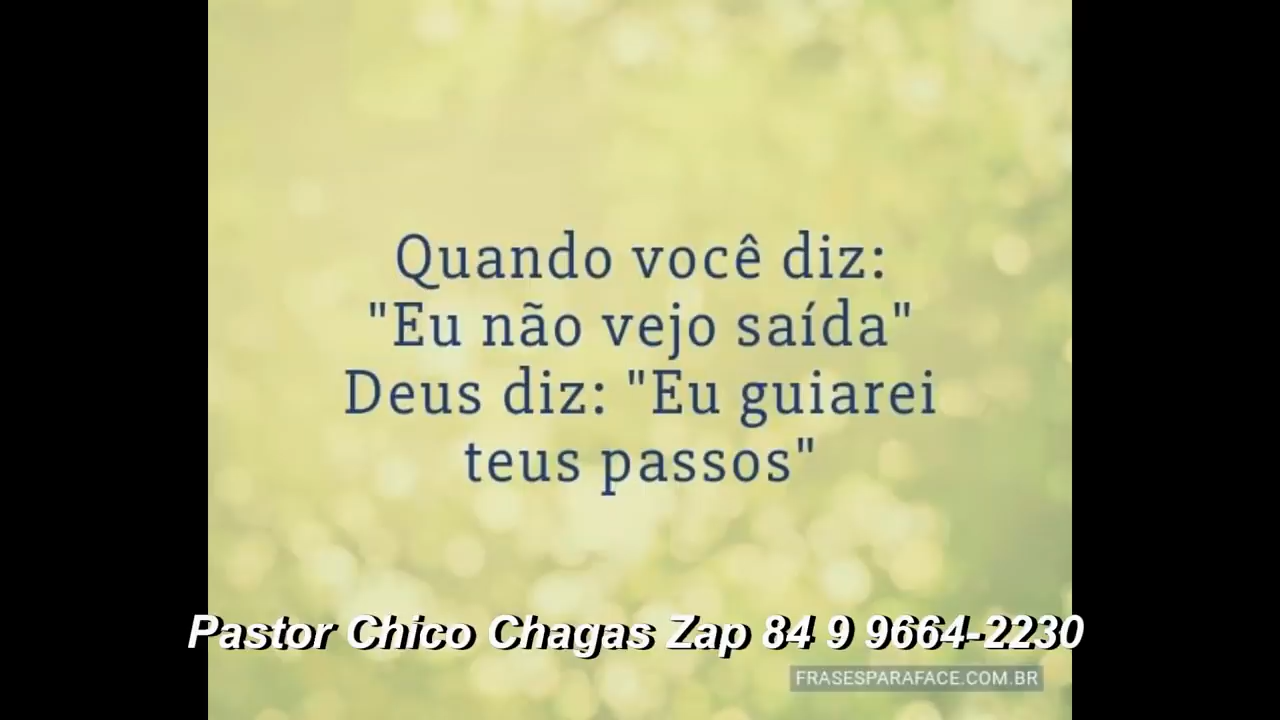 Quando você diz:
"Eu não vejo saída"
Deus diz: "Eu guiarei
teus passos"
Pastor Chico Chagas Zap 84 9 9664-2230
FRASESPARAFACE.COM.BR